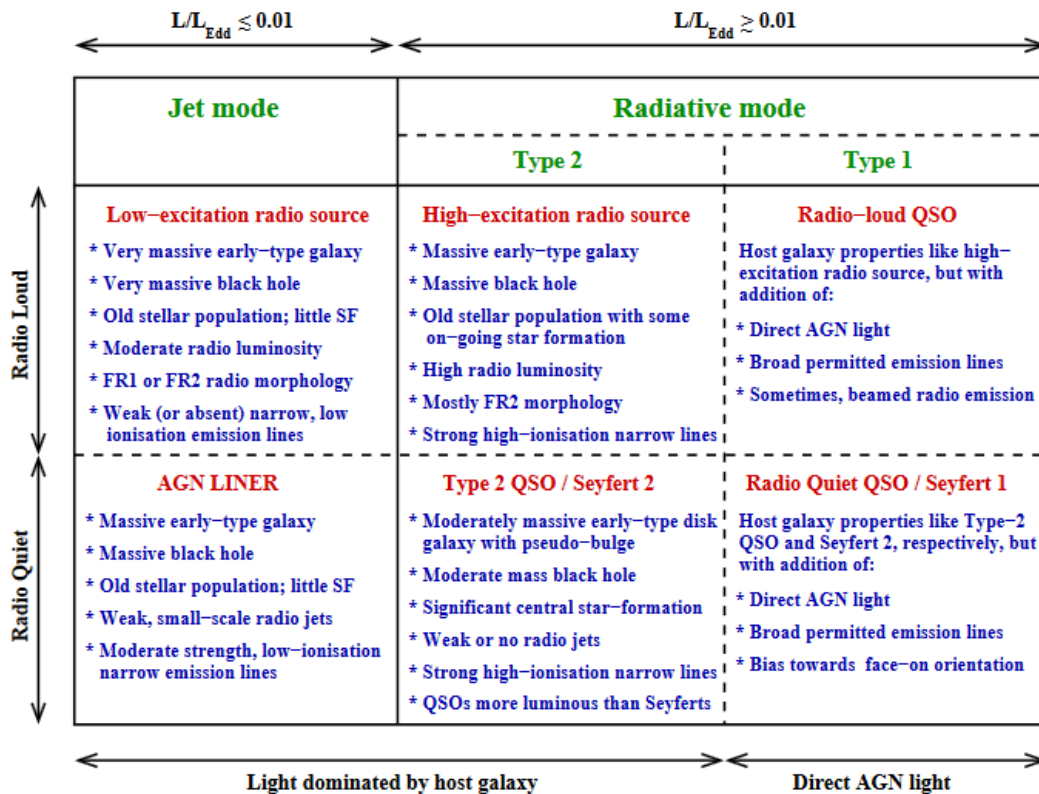 L/L_Edd ≲ 0.01
L/L_Edd ≳ 0.01
Jet mode
Radiative mode
Type 2
Type 1
Radio Loud
Low−excitation radio source
* Very massive early−type galaxy
* Very massive black hole
* Old stellar population; little SF
* Moderate radio luminosity
* FR1 or FR2 radio morphology
* Weak (or absent) narrow, low
ionisation emission lines
High−excitation radio source
* Massive early−type galaxy
* Massive black hole
* Old stellar population with some
on−going star formation
* High radio luminosity
* Mostly FR2 morphology
* Strong high−ionisation narrow lines
Radio−loud QSO
Host galaxy properties like high−
excitation radio source, but with
addition of:
* Direct AGN light
* Broad permitted emission lines
* Sometimes, beamed radio emission
Radio Quiet
AGN LINER
* Massive early−type galaxy
* Massive black hole
* Old stellar population; little SF
* Weak, small−scale radio jets
* Moderate strength, low−ionisation
narrow emission lines
Type 2 QSO / Seyfert 2
* Moderately massive early−type disk
galaxy with pseudo−bulge
* Moderate mass black hole
* Significant central star−formation
* Weak or no radio jets
* Strong high−ionisation narrow lines
* QSOs more luminous than Seyferts
Radio Quiet QSO / Seyfert 1
Host galaxy properties like Type−2
QSO and Seyfert 2, respectively, but
with addition of:
* Direct AGN light
* Broad permitted emission lines
* Bias towards face−on orientation
Light dominated by host galaxy
Direct AGN light